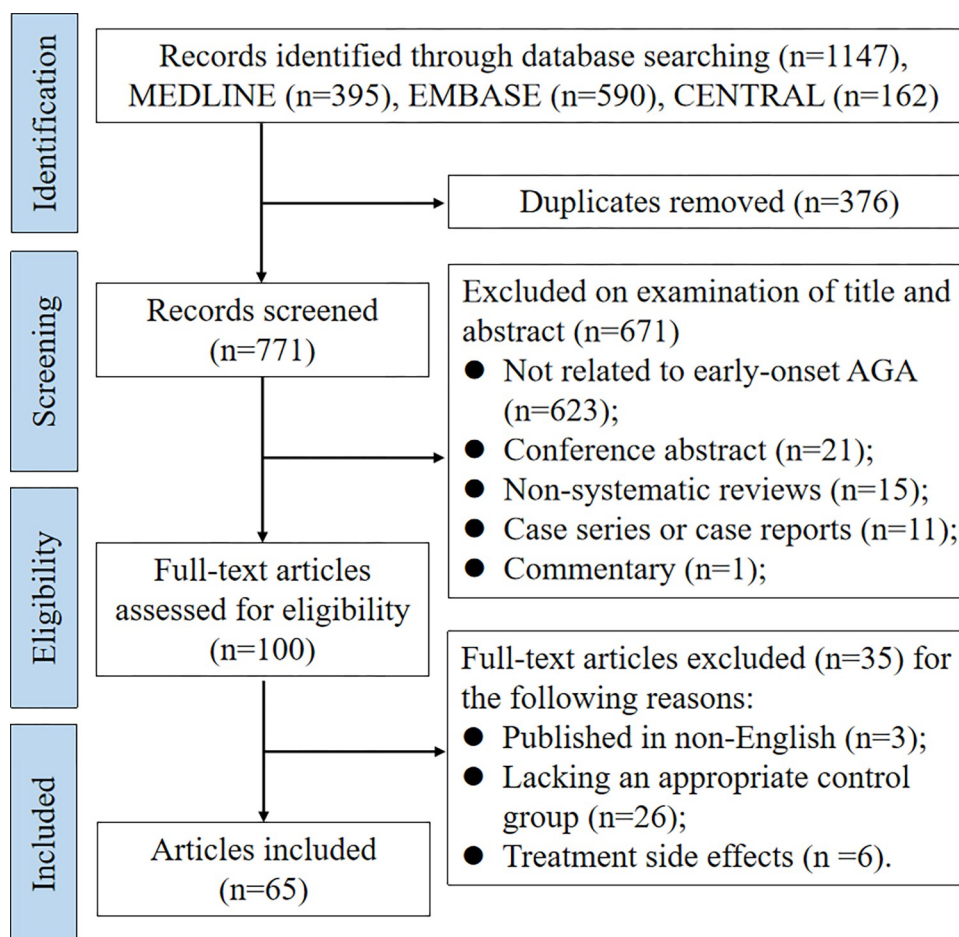 Identification
Records identified through database searching (n=1147),
MEDLINE (n=395), EMBASE (n=590), CENTRAL (n=162)
Duplicates removed (n=376)
Screening
Records screened
(n=771)
Excluded on examination of title and
abstract (n=671)
● Not related to early-onset AGA
(n=623);
● Conference abstract (n=21);
● Non-systematic reviews (n=15);
● Case series or case reports (n=11);
● Commentary (n=1);
Eligibility
Full-text articles
assessed for eligibility
(n=100)
Full-text articles excluded (n=35) for
the following reasons:
● Published in non-English (n=3);
● Lacking an appropriate control
group (n=26);
● Treatment side effects (n =6).
Included
Articles included
(n=65)